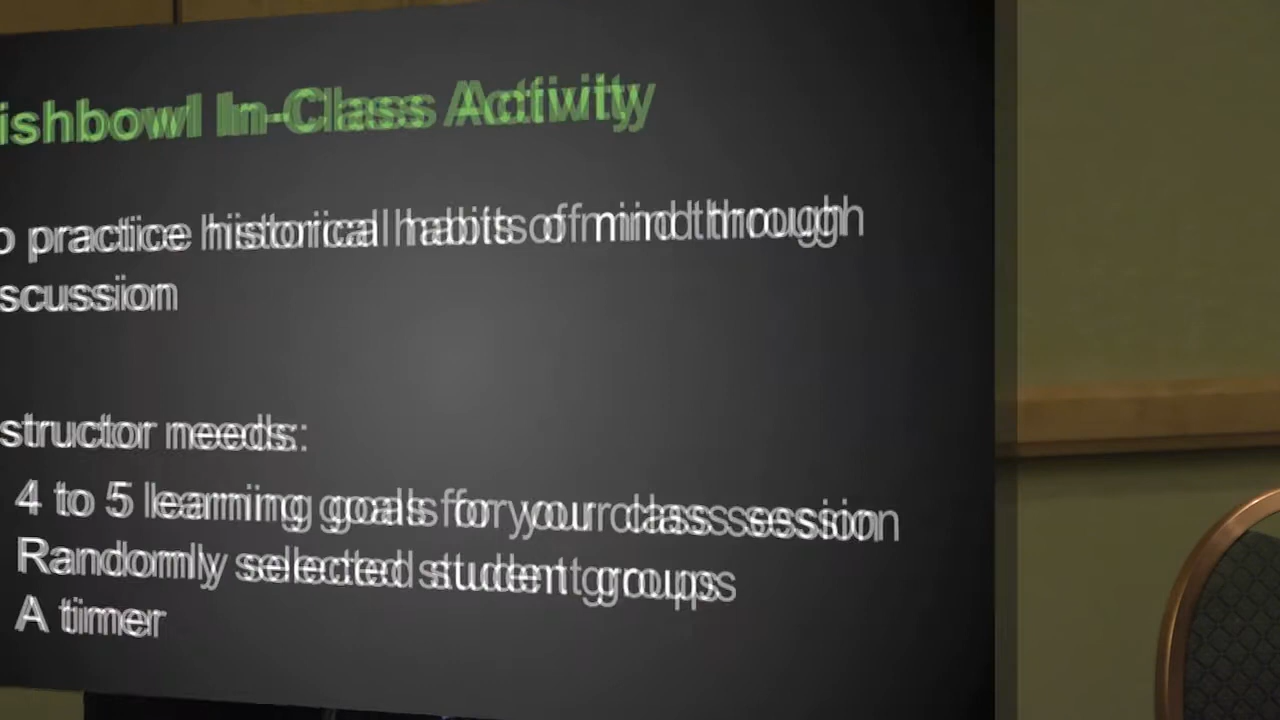 ishbowl In-Class Activity
o practice historical habits of mind through
scussion
structor needs:
4 to 5 learning goals for your class session
Randomly selected student groups
A timer